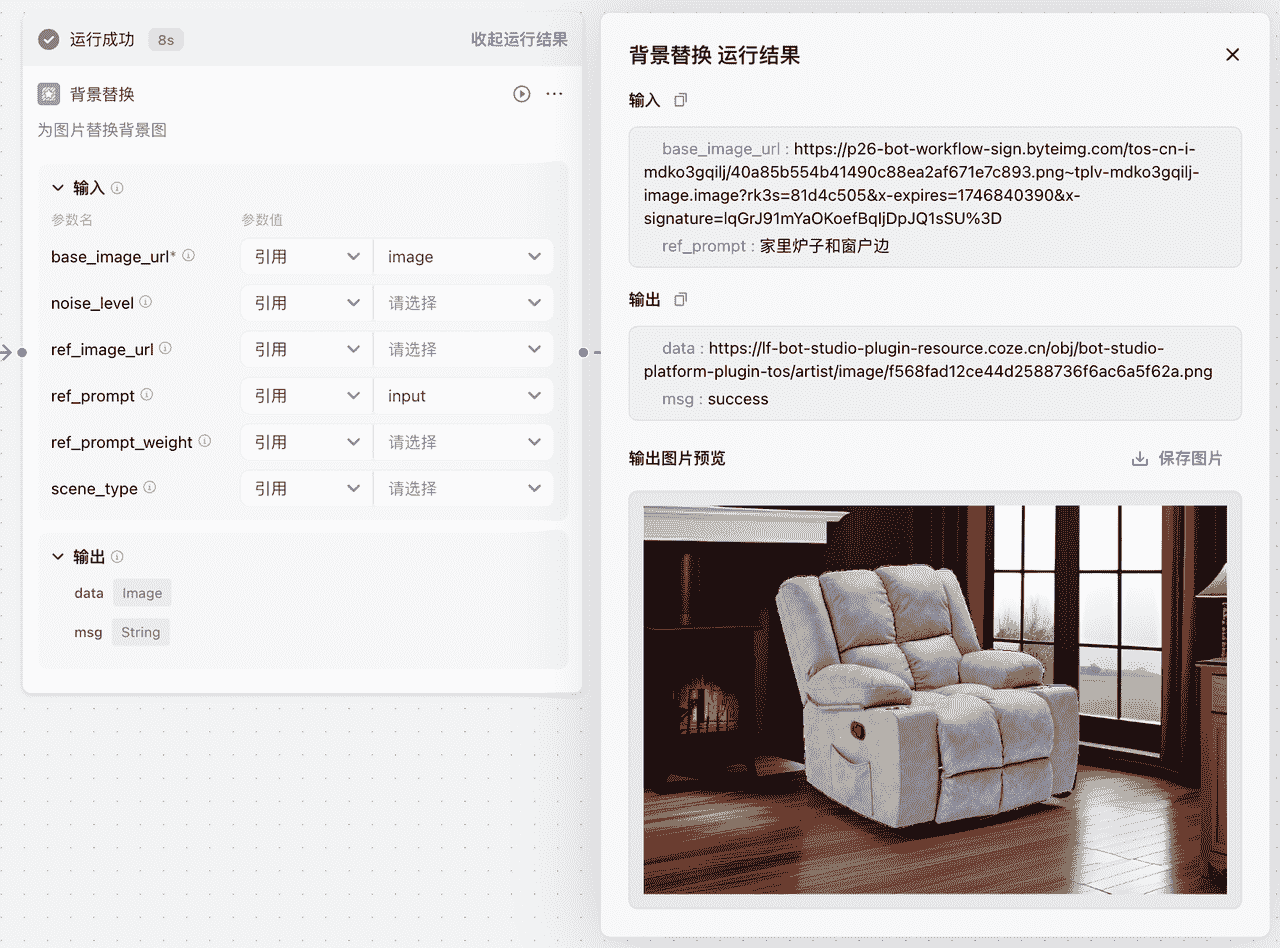 运行成功
8s
收起运行结果
背景替换
为图片替换背景图
输入
参数名
参数值
base_image_url*
引用
image
noise_level
引用
请选择
ref_image_url
引用
请选择
ref_prompt
引用
input
ref_prompt_weight
引用
请选择
scene_type
引用
请选择
输出
data
Image
msg
String
背景替换 运行结果
输入
base_image_url : https://p26-bot-workflow-sign.byteimg.com/tos-cn-i-
mdko3gqilj/40a85b554b41490c88ea2af671e7c893.png~tplv-mdko3gqilj-
image.image?rk3s=81d4c505&x-expires=1746840390&x-
signature=lqGrJ91mYaOKoefBqIjDpJQ1sSU%3D
ref_prompt : 家里炉子和窗户边
输出
data : https://lf-bot-studio-plugin-resource.coze.cn/obj/bot-studio-
platform-plugin-tos/artist/image/f568fad12ce44d2588736f6ac6a5f62a.png
msg : success
输出图片预览
保存图片